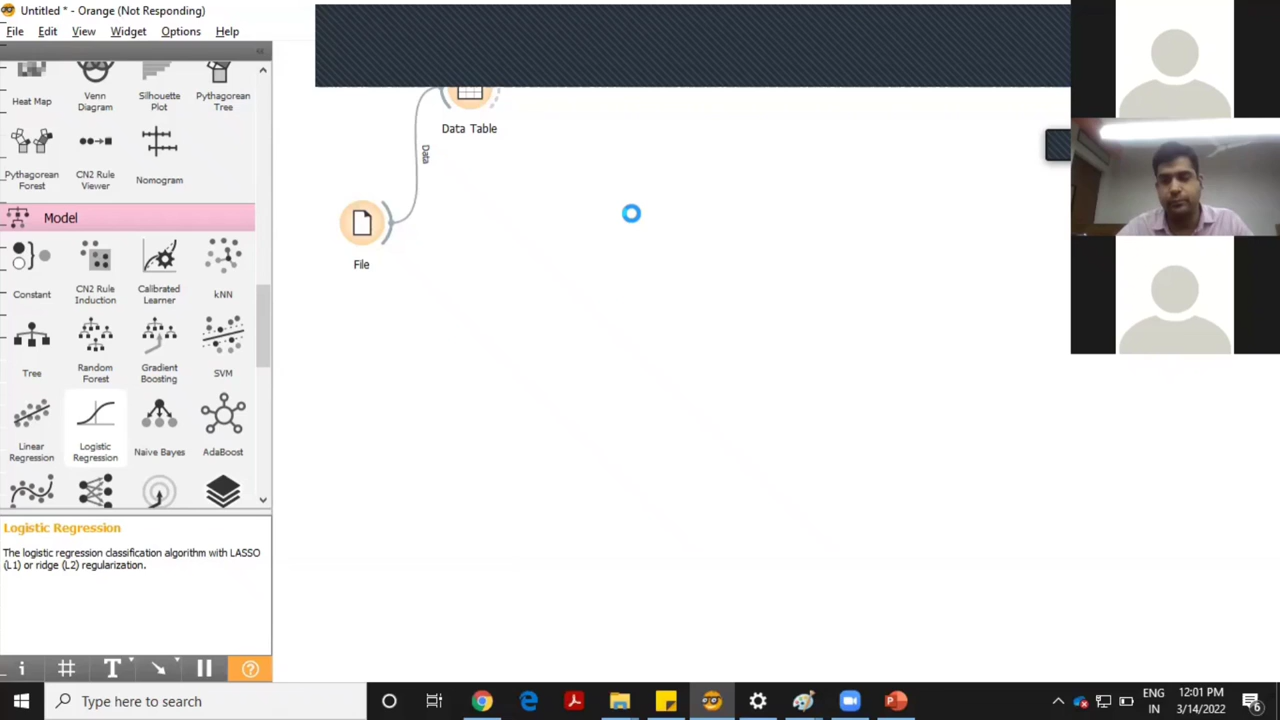 Untitled * - Orange (Not Responding)
File Edit View Widget Options Help
Heat Map
Venn Diagram
Silhouette Plot
Pythagorean Tree
Pythagorean Forest
CN2 Rule Viewer
Nomogram
Model
Constant
CN2 Rule Induction
Calibrated Learner
kNN
Tree
Random Forest
Gradient Boosting
SVM
Linear Regression
Logistic Regression
Naive Bayes
AdaBoost
Logistic Regression
The logistic regression classification algorithm with LASSO
(L1) or ridge (L2) regularization.
Data Table
Data
File
Type here to search
ENG
IN
12:01 PM
3/14/2022
6